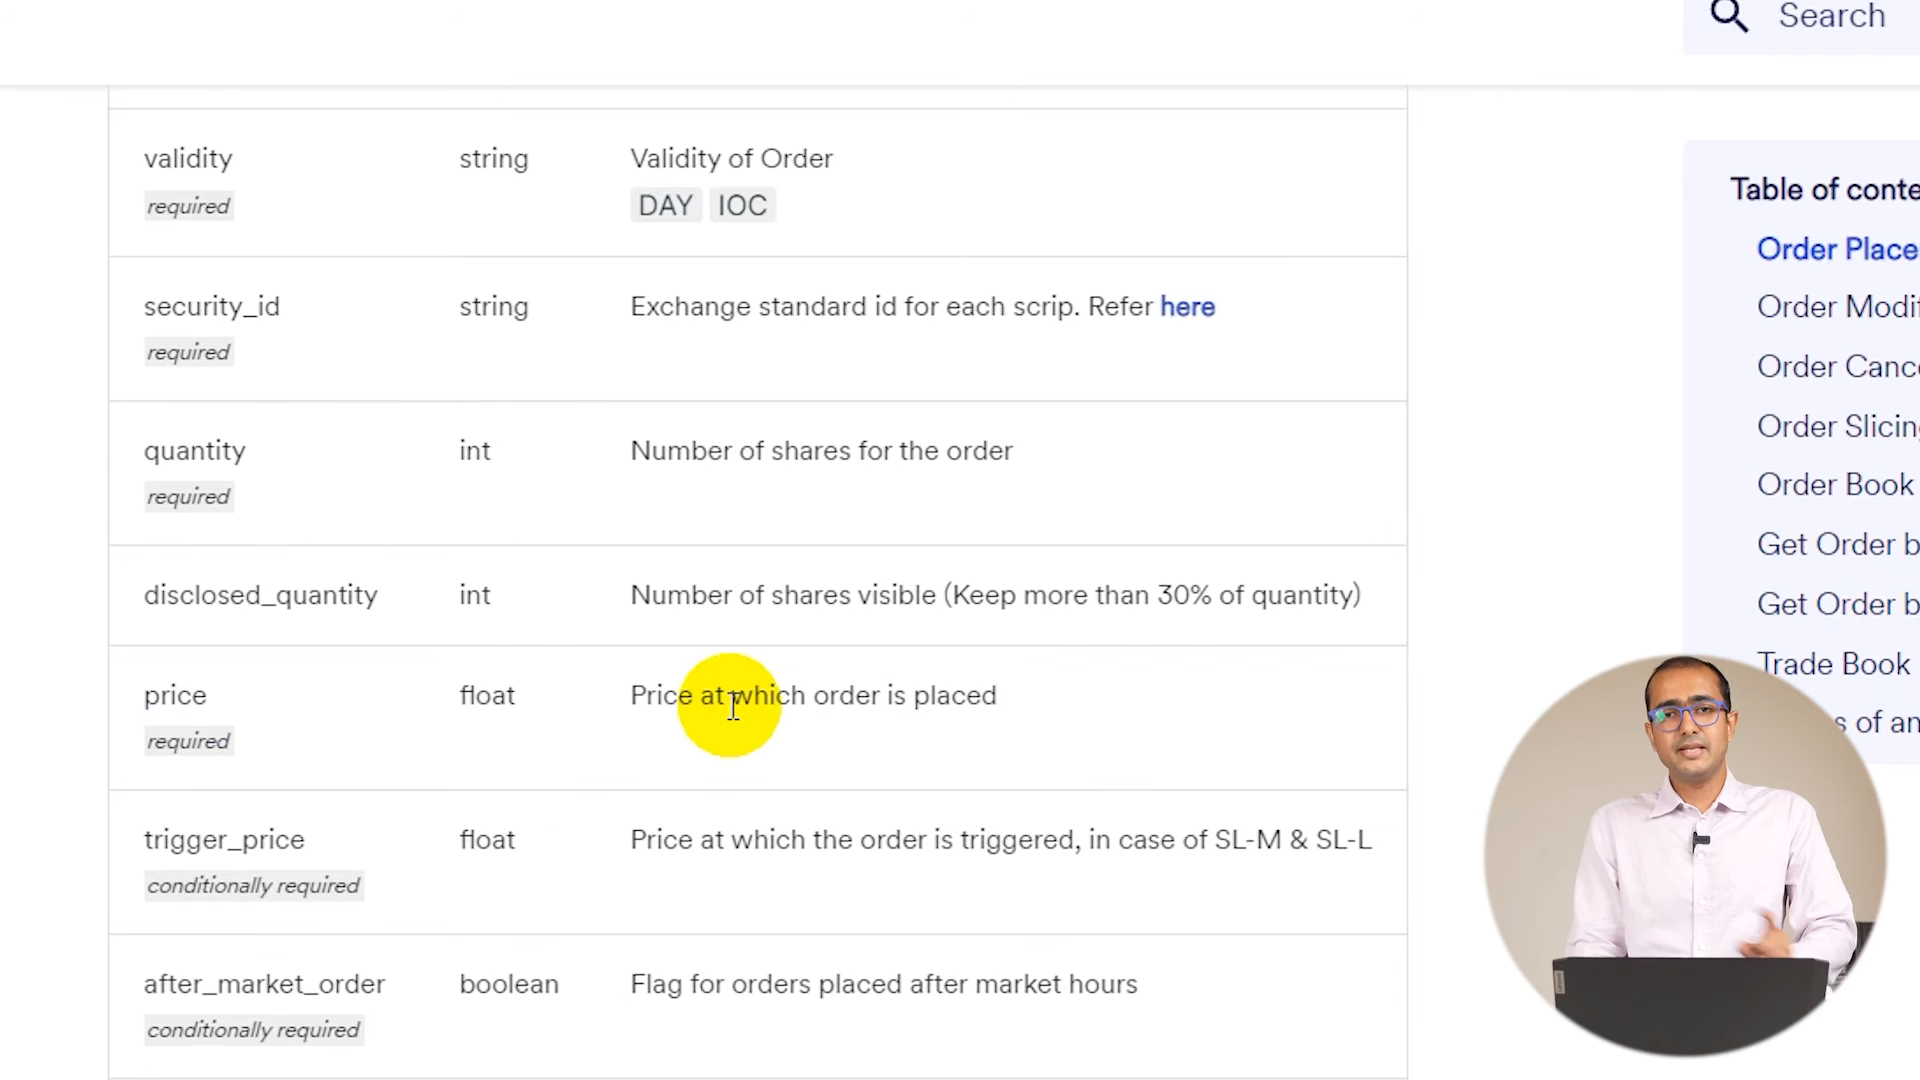 Search
validity string Validity of Order
required DAY IOC
security_id string Exchange standard id for each scrip. Refer here
required
quantity int Number of shares for the order
required
disclosed_quantity int Number of shares visible (Keep more than 30% of quantity)
price float Price at which order is placed
required
trigger_price float Price at which the order is triggered, in case of SL-M & SL-L
conditionally required
after_market_order boolean Flag for orders placed after market hours
conditionally required
Table of conte
Order Place
Order Modif
Order Cance
Order Slicing
Order Book
Get Order b
Get Order b
Trade Book
s of an